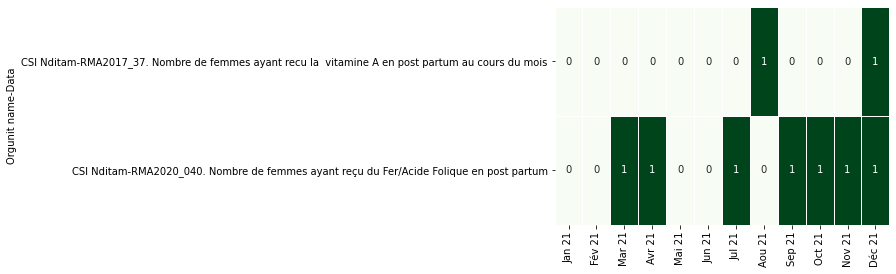 Orgunit name-Data
CSI Nditam-RMA2017_37. Nombre de femmes ayant recu la  vitamine A en post partum au cours du mois
0 0 0 0 0 0 0 1 0 0 0 1
CSI Nditam-RMA2020_040. Nombre de femmes ayant reçu du Fer/Acide Folique en post partum
0 0 1 1 0 0 1 0 1 1 1 1
Jan 21
Fév 21
Mar 21
Avr 21
Mai 21
Jun 21
Jul 21
Aou 21
Sep 21
Oct 21
Nov 21
Déc 21